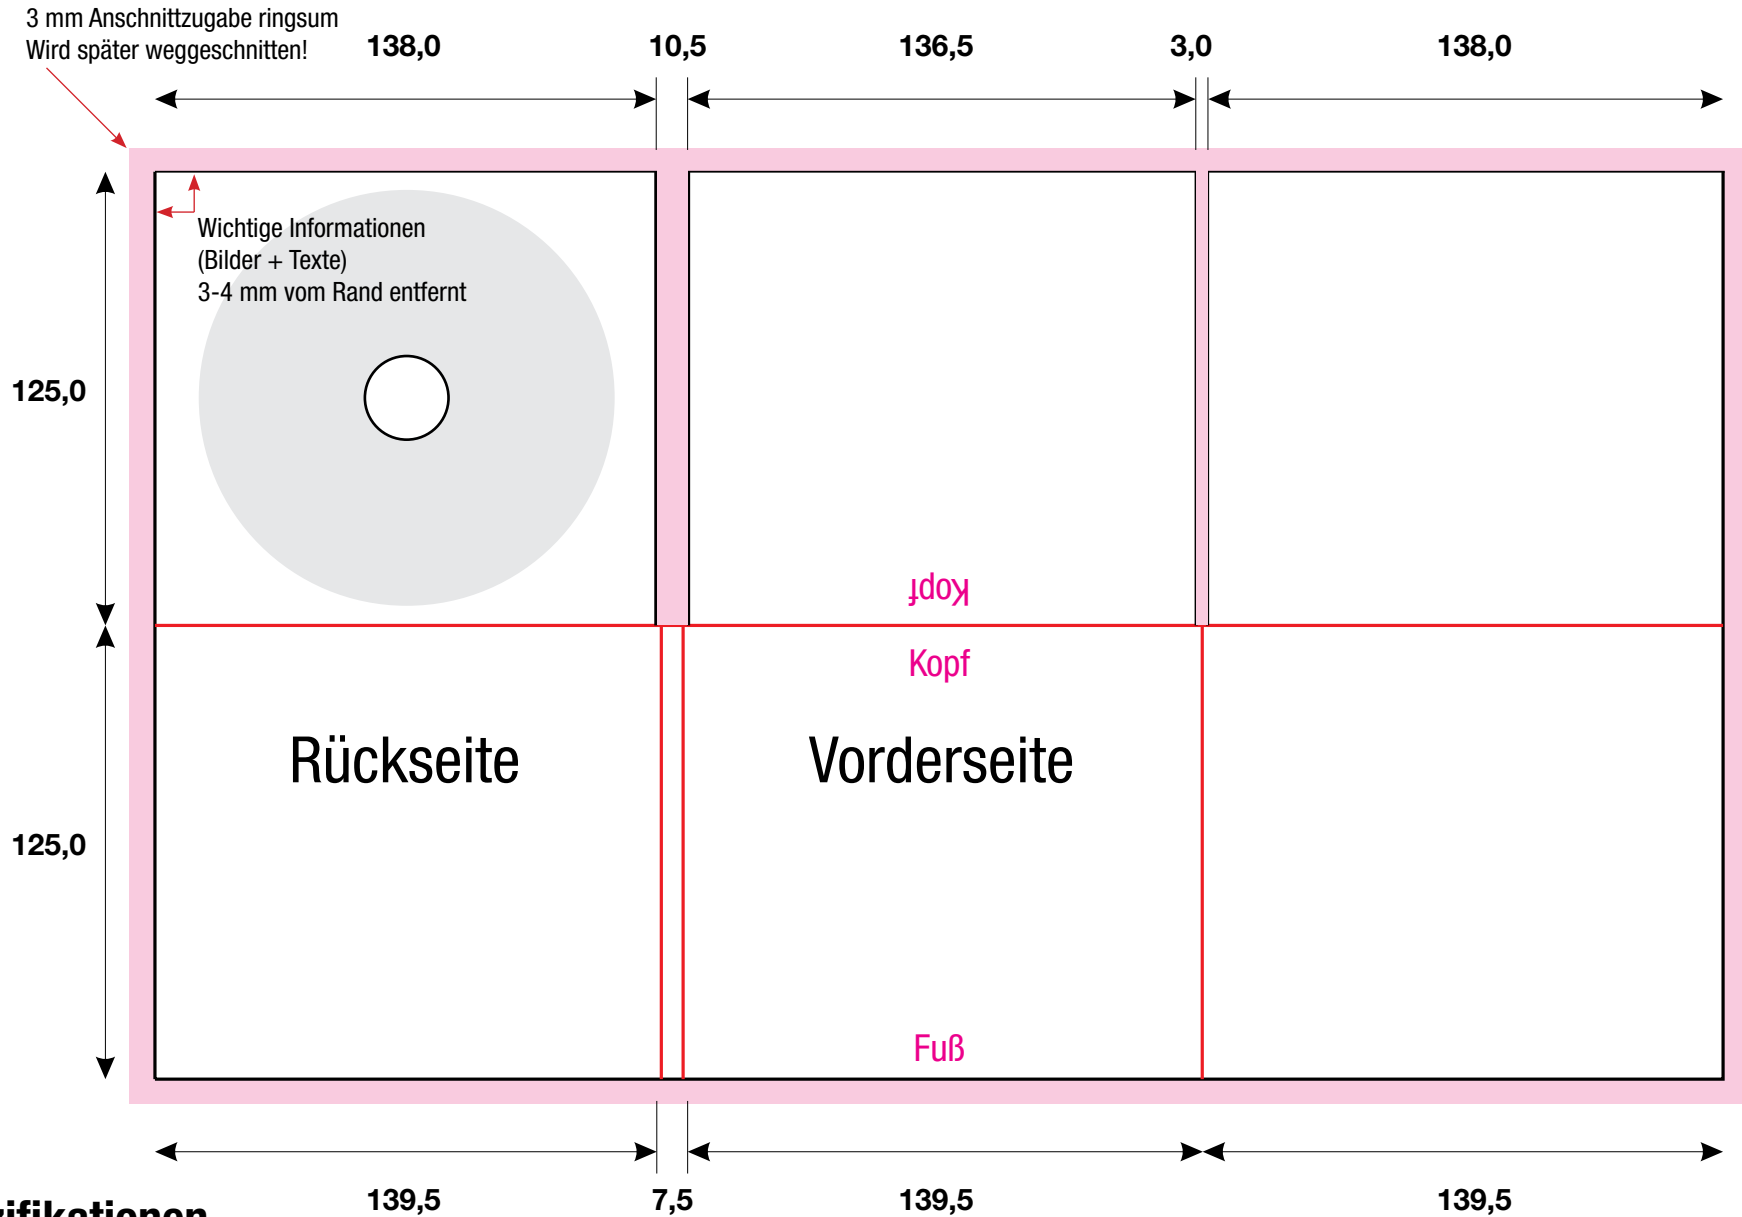 3 mm Anschnittzugabe ringsum
Wird später weggeschnitten!
138,0
10,5
136,5
3,0
138,0
Wichtige Informationen
(Bilder + Texte)
3-4 mm vom Rand entfernt
125,0
Kopf
Kopf
Rückseite
Vorderseite
125,0
Fuß
139,5
7,5
139,5
139,5